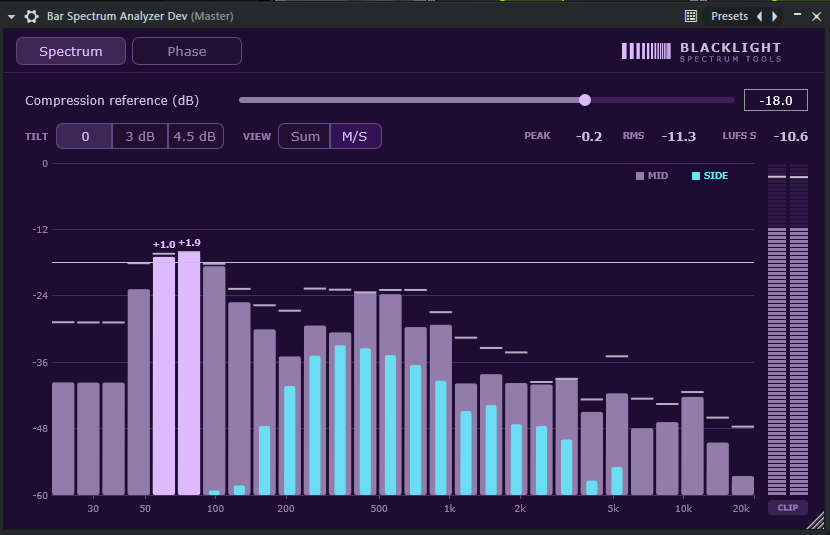 Bar Spectrum Analyzer Dev (Master) Presets
Spectrum Phase BLACKLIGHT
SPECTRUM TOOLS
Compression reference (dB) -18.0
TILT 0 3 dB 4.5 dB VIEW Sum M/S PEAK -0.2 RMS -11.3 LUFS S -10.6
0
MID SIDE
-12
+1.0 +1.9
-24
-36
-48
-60
30 50 100 200 500 1k 2k 5k 10k 20k CLIP